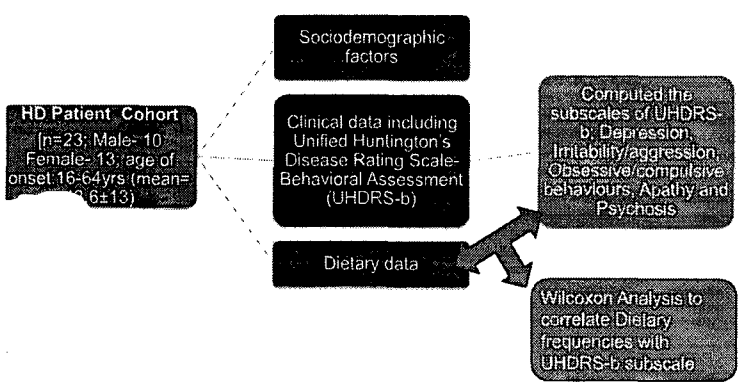 Sociodemographic
factors
HD Patient Cohort
[n=23; Male- 10
Female- 13; age of
onset 16-64yrs (mean=
6±13)
Clinical data including
Unified Huntington's
Disease Rating Scale-
Behavioral Assessment
(UHDRS-b)
Dietary data
Computed the
subscales of UHDRS-
b; Depression,
Irritability/aggression,
Obsessive/compulsive
behaviours, Apathy and
Psychosis
Wilcoxon Analysis to
correlate Dietary
frequencies with
UHDRS-b subscale